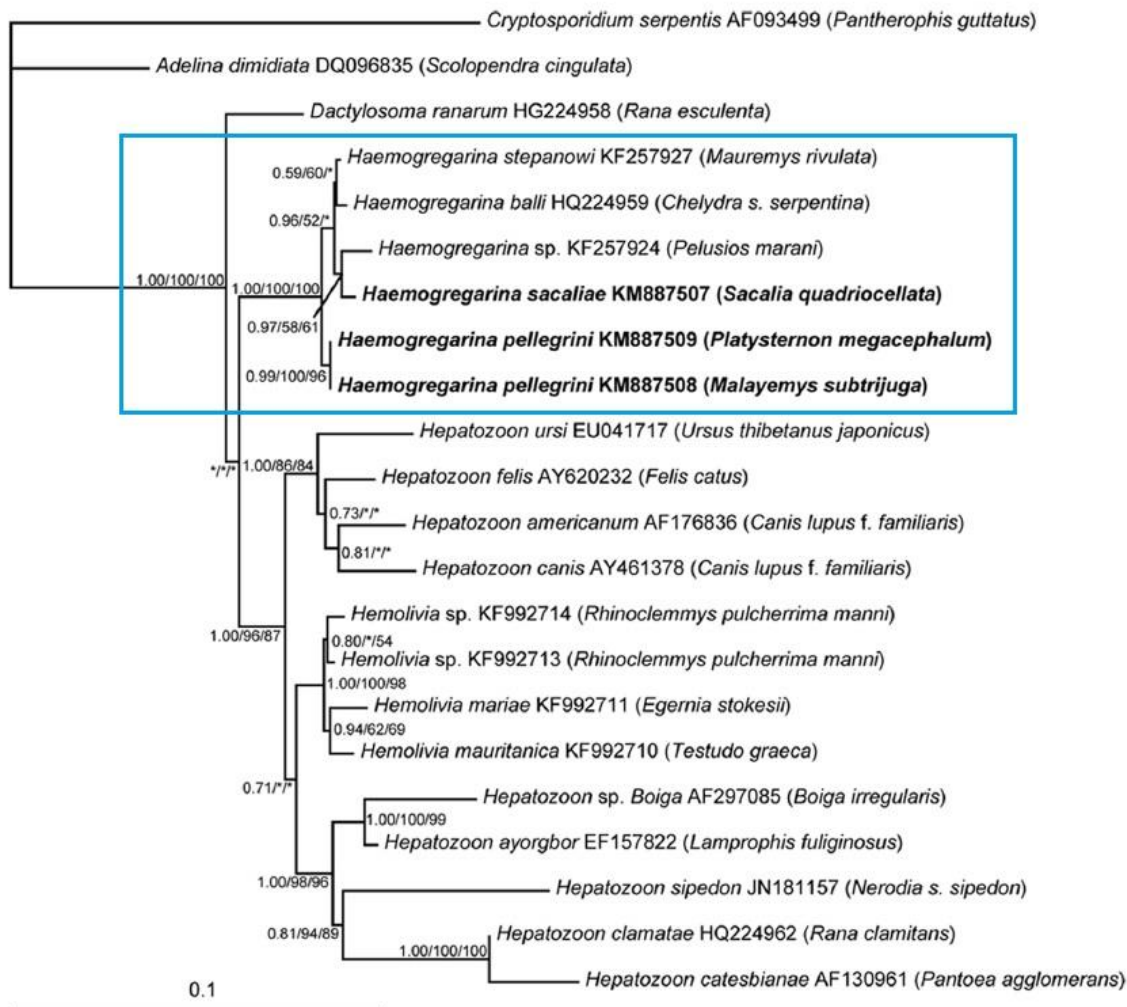 Cryptosporidium serpentis AF093499 (Pantherophis guttatus)
Adelina dimidiata DQ096835 (Scolopendra cingulata)
Dactylosoma ranarum HG224958 (Rana esculenta)
Haemogregarina stepanowi KF257927 (Mauremys rivulata)
0.59/60/*
Haemogregarina balli HQ224959 (Chelydra s. serpentina)
0.96/52/*
Haemogregarina sp. KF257924 (Pelusios marani)
1.00/100/100
1.00/100/100
Haemogregarina sacaliae KM887507 (Sacalia quadriocellata)
0.97/58/61
Haemogregarina pellegrini KM887509 (Platysternon megacephalum)
0.99/100/96
Haemogregarina pellegrini KM887508 (Malayemys subtrijuga)
Hepatozoon ursi EU041717 (Ursus thibetanus japonicus)
*/*/*
1.00/86/84
Hepatozoon felis AY620232 (Felis catus)
0.73/*/*
Hepatozoon americanum AF176836 (Canis lupus f. familiaris)
0.81/*/*
Hepatozoon canis AY461378 (Canis lupus f. familiaris)
Hemolivia sp. KF992714 (Rhinoclemmys pulcherrima manni)
1.00/96/87
0.80/*/54
Hemolivia sp. KF992713 (Rhinoclemmys pulcherrima manni)
1.00/100/98
Hemolivia mariae KF992711 (Egernia stokesii)
0.94/62/69
Hemolivia mauritanica KF992710 (Testudo graeca)
0.71/*/*
Hepatozoon sp. Boiga AF297085 (Boiga irregularis)
1.00/100/99
Hepatozoon ayorgbor EF157822 (Lamprophis fuliginosus)
1.00/98/96
Hepatozoon sipedon JN181157 (Nerodia s. sipedon)
0.81/94/89
Hepatozoon clamatae HQ224962 (Rana clamitans)
1.00/100/100
Hepatozoon catesbianae AF130961 (Pantoea agglomerans)
0.1